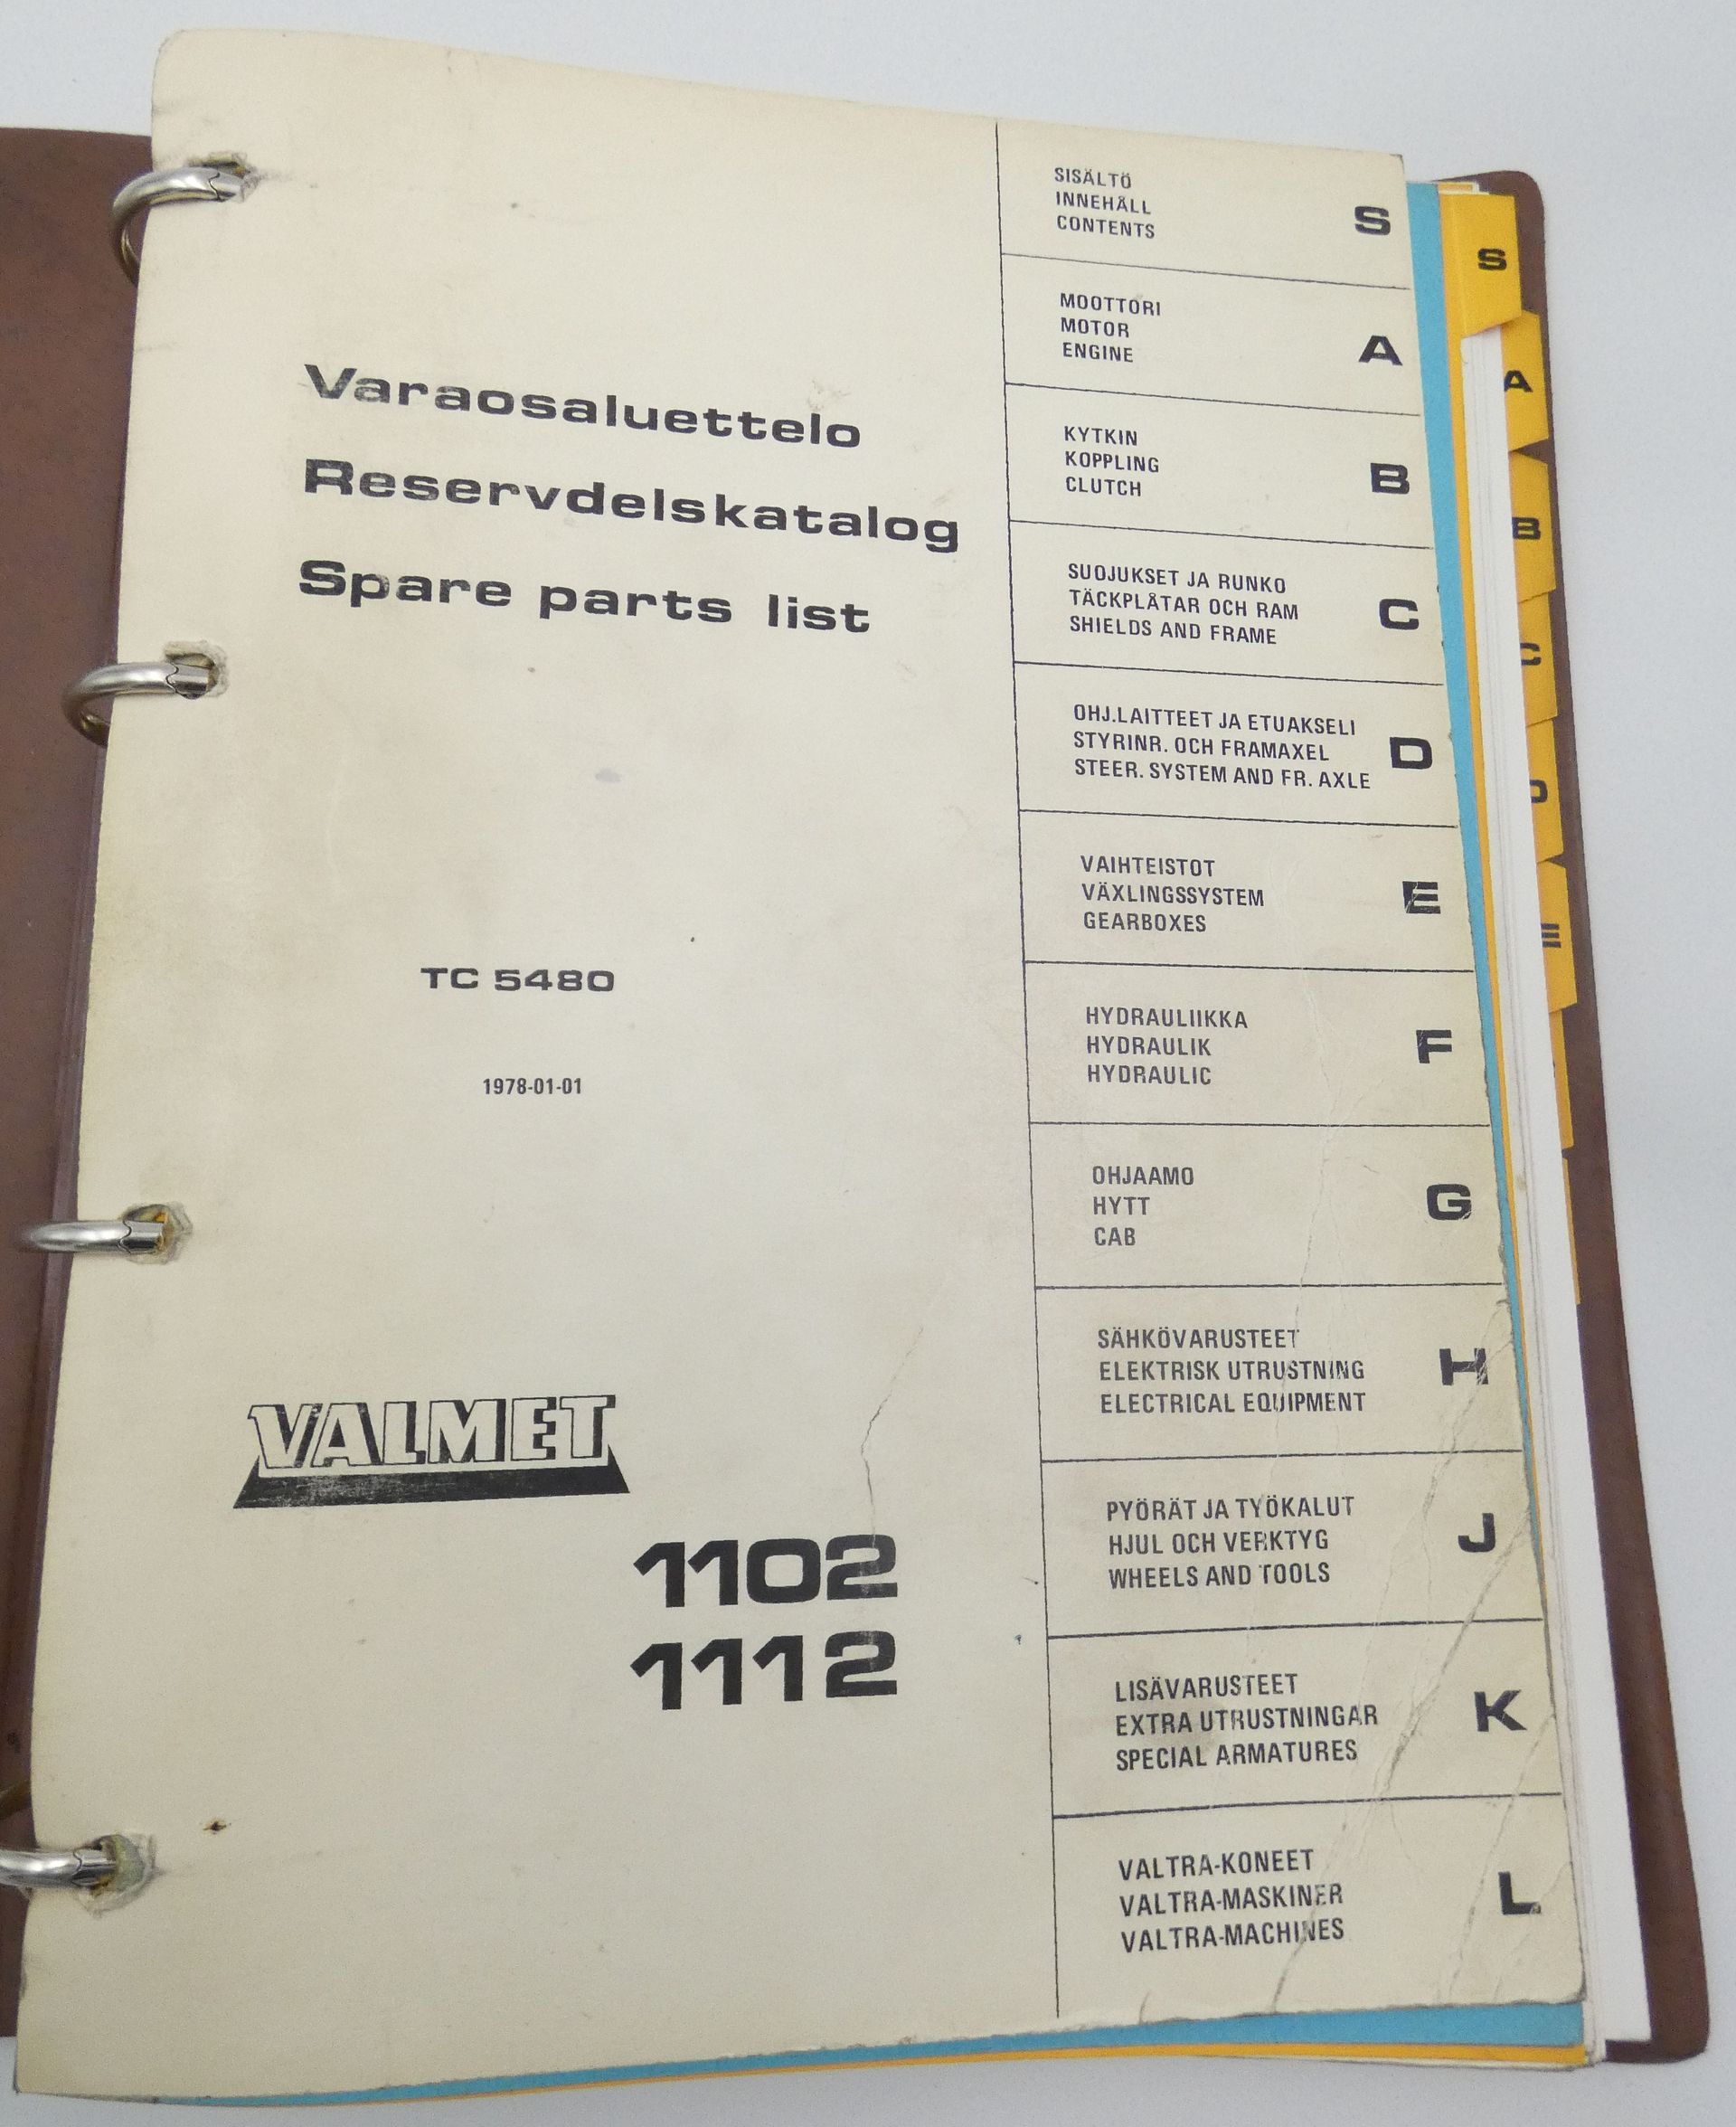 Varaosaluettelo
Reservdelskatalog
Spare parts list
TC 5480
1978-01-01
VALMET
1102
1112
SISÄLTÖ
INNEHÅLL
CONTENTS
S
MOOTTORI
MOTOR
ENGINE
A
KYTKIN
KOPPLING
CLUTCH
B
SUOJUKSET JA RUNKO
TÄCKPLÅTAR OCH RAM
SHIELDS AND FRAME
C
OHJ.LAITTEET JA ETUAKSELI
STYRINR. OCH FRAMAXEL
STEER. SYSTEM AND FR. AXLE
D
VAIHTEISTOT
VÄXLINGSSYSTEM
GEARBOXES
E
HYDRAULIIKKA
HYDRAULIK
HYDRAULIC
F
OHJAAMO
HYTT
CAB
G
SÄHKÖVARUSTEET
ELEKTRISK UTRUSTNING
ELECTRICAL EQUIPMENT
H
PYÖRÄT JA TYÖKALUT
HJUL OCH VERKTYG
WHEELS AND TOOLS
J
LISÄVARUSTEET
EXTRA UTRUSTNINGAR
SPECIAL ARMATURES
K
VALTRA-KONEET
VALTRA-MASKINER
VALTRA-MACHINES
L
S
A
B
C
D
E